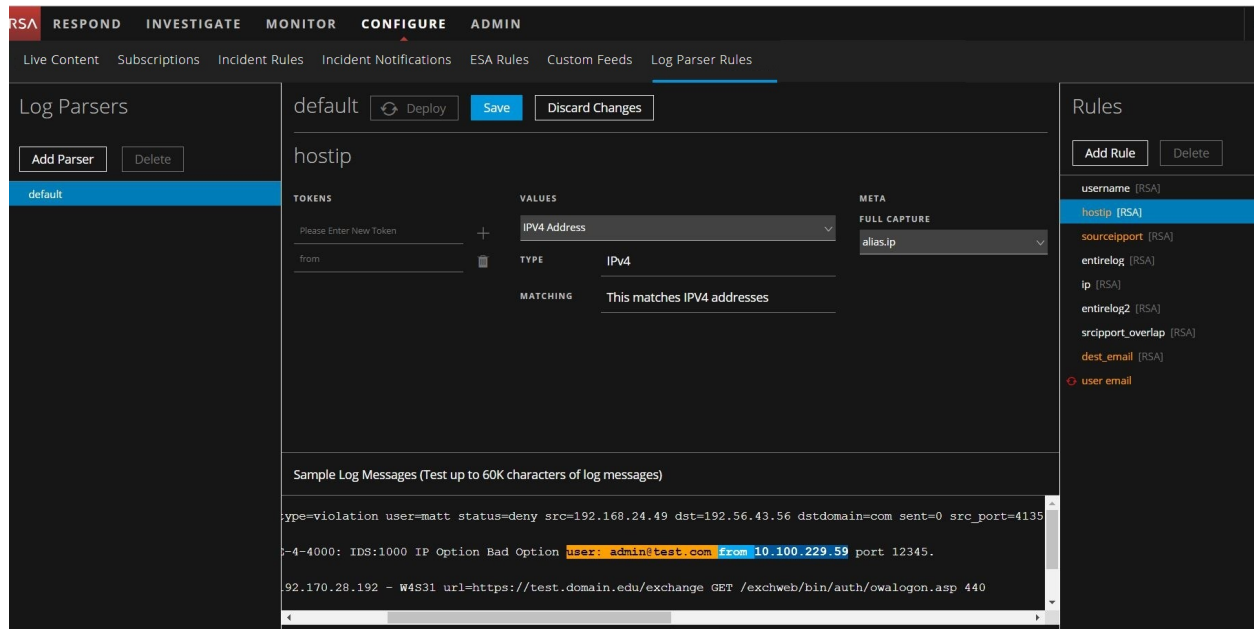 RSA RESPOND INVESTIGATE MONITOR CONFIGURE ADMIN
Live Content Subscriptions Incident Rules Incident Notifications ESA Rules Custom Feeds Log Parser Rules
Log Parsers
Add Parser Delete
default
default Deploy Save Discard Changes
hostip
TOKENS
Please Enter New Token
from
VALUES
IPV4 Address
TYPE IPv4
MATCHING This matches IPV4 addresses
META
FULL CAPTURE
alias.ip
Sample Log Messages (Test up to 60K characters of log messages)
type=violation user=matt status=deny src=192.168.24.49 dst=192.56.43.56 dstdomain=com sent=0 src_port=4135
-4-4000: IDS:1000 IP Option Bad Option user: admin@test.com from 10.100.229.59 port 12345.
92.170.28.192 - W4S31 url=https://test.domain.edu/exchange GET /exchweb/bin/auth/owalogon.asp 440
Rules
Add Rule Delete
username [RSA]
hostip [RSA]
sourceipport [RSA]
entirelog [RSA]
ip [RSA]
entirelog2 [RSA]
srcipport_overlap [RSA]
dest_email [RSA]
user email